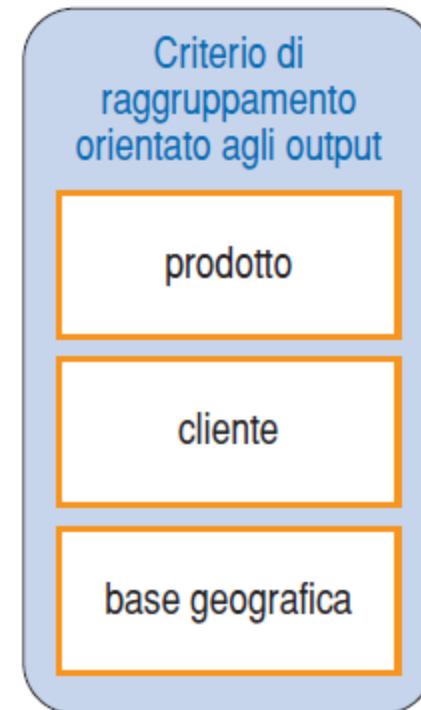 Criterio di
raggruppamento
orientato agli output
prodotto
cliente
base geografica